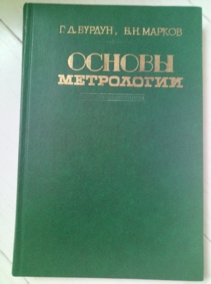 Г. Д. БУРДУН, Б. Н. МАРКОВ
ОСНОВЫ
МЕТРОЛОГИИ